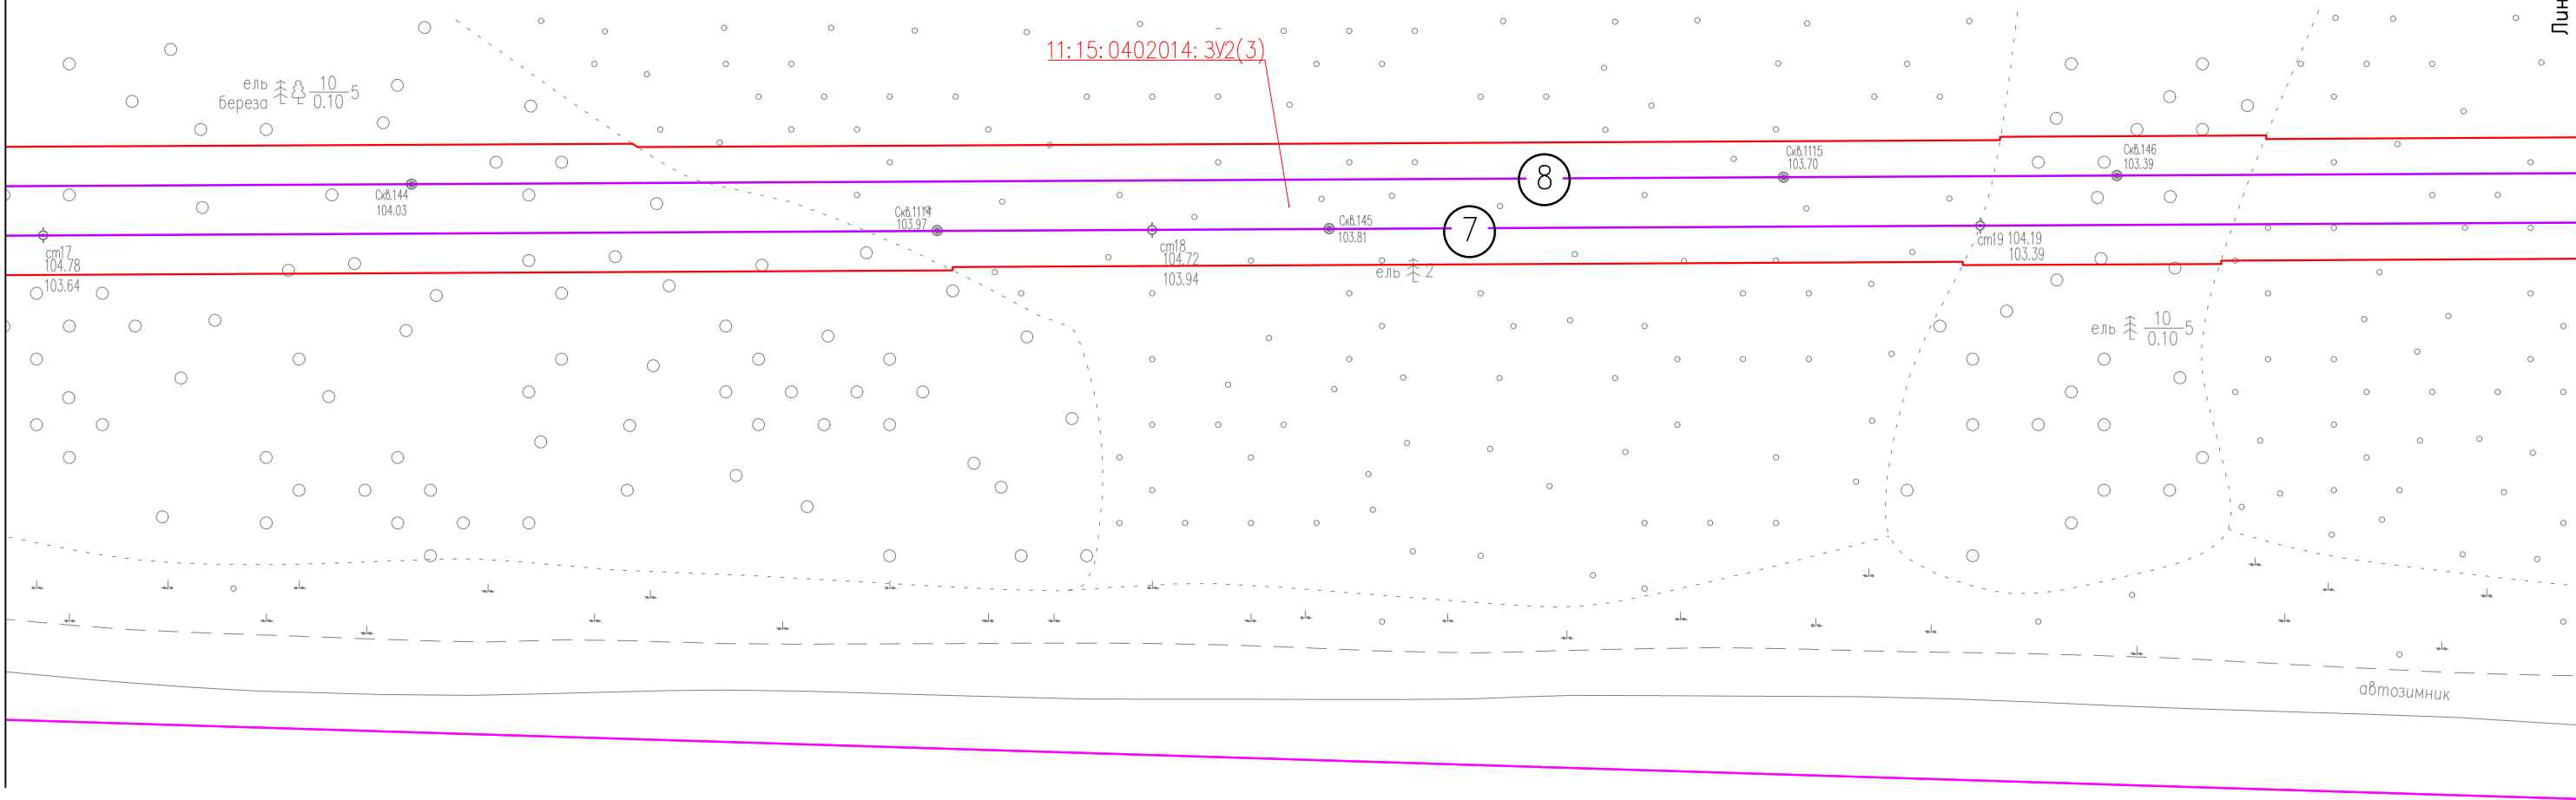 Лин
11:15:0402014:ЗУ2(3)
ель
береза
10
0.10
5
Скв.144
104.03
Скв.1114
103.97
8
Скв.1115
103.70
Скв.146
103.39
ст17
104.78
103.64
ст18
104.72
103.94
Скв.145
103.81
7
ст19 104.19
103.39
ель 2
ель
10
0.10
5
автозимник